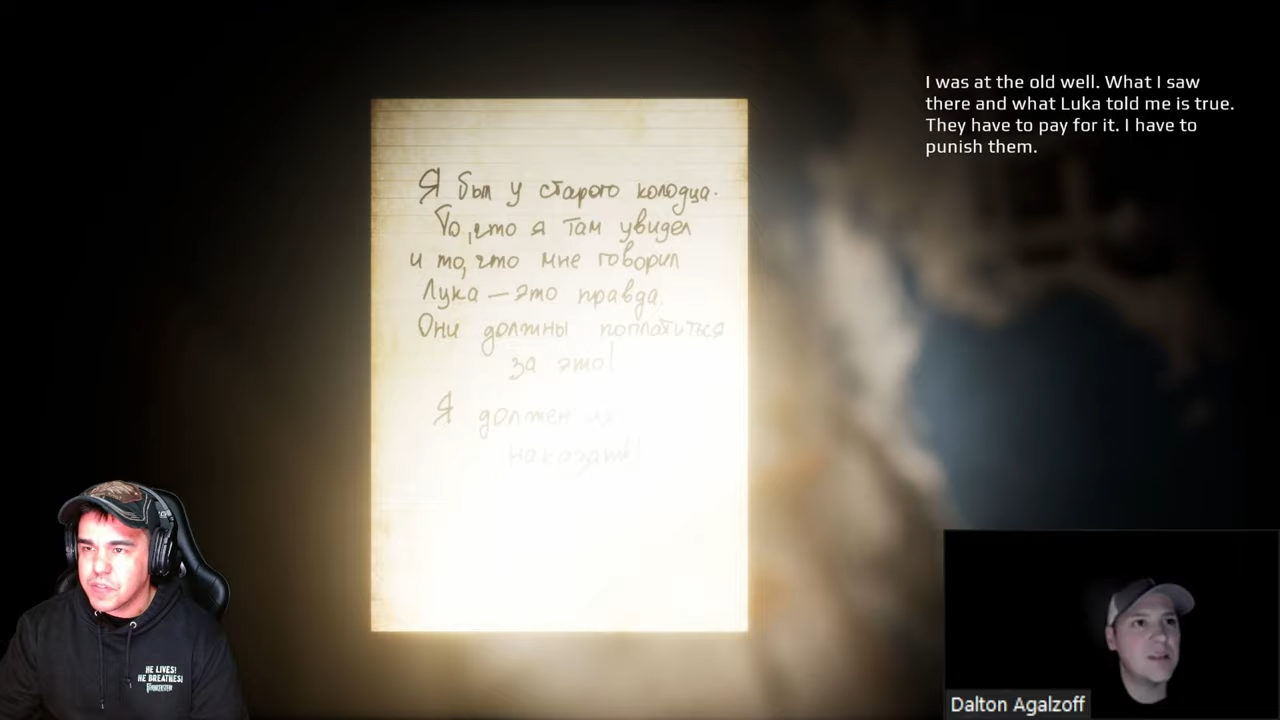 I was at the old well. What I saw
there and what Luka told me is true.
They have to pay for it. I have to
punish them.
Я был у старого колодца.
То, что я там увидел
и то, что мне говорил
Лука — это правда.
Они должны поплатиться
за это!
Я должен их
наказать!
HE LIVES!
HE BREATHES!
Dalton Agalzoff